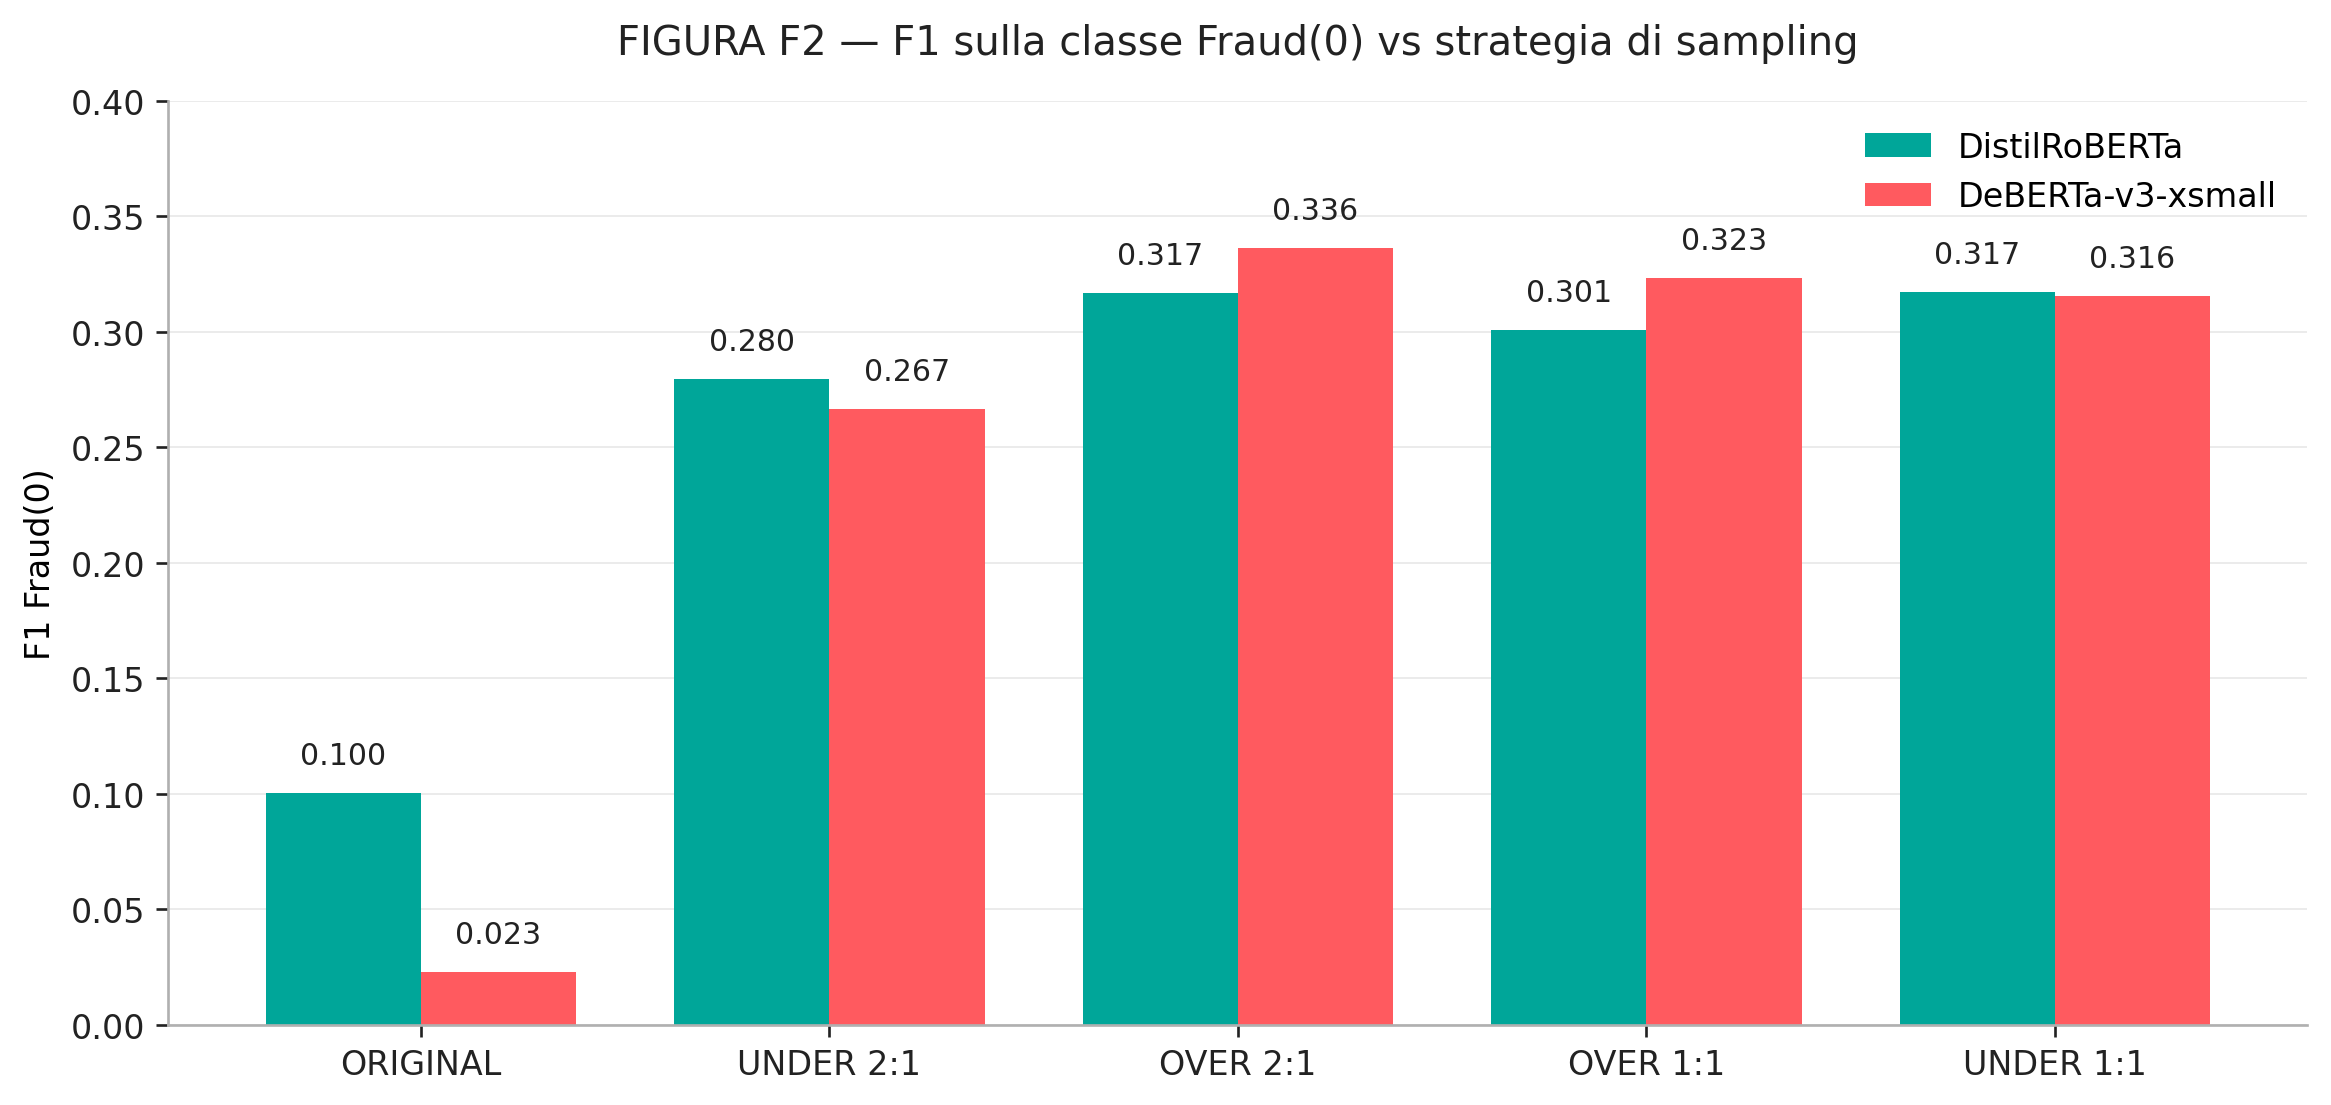 FIGURA F2 — F1 sulla classe Fraud(0) vs strategia di sampling
DistilRoBERTa
DeBERTa-v3-xsmall
F1 Fraud(0)
0.40
0.35
0.30
0.25
0.20
0.15
0.10
0.05
0.00
0.100
0.023
0.280
0.267
0.317
0.336
0.301
0.323
0.317
0.316
ORIGINAL
UNDER 2:1
OVER 2:1
OVER 1:1
UNDER 1:1